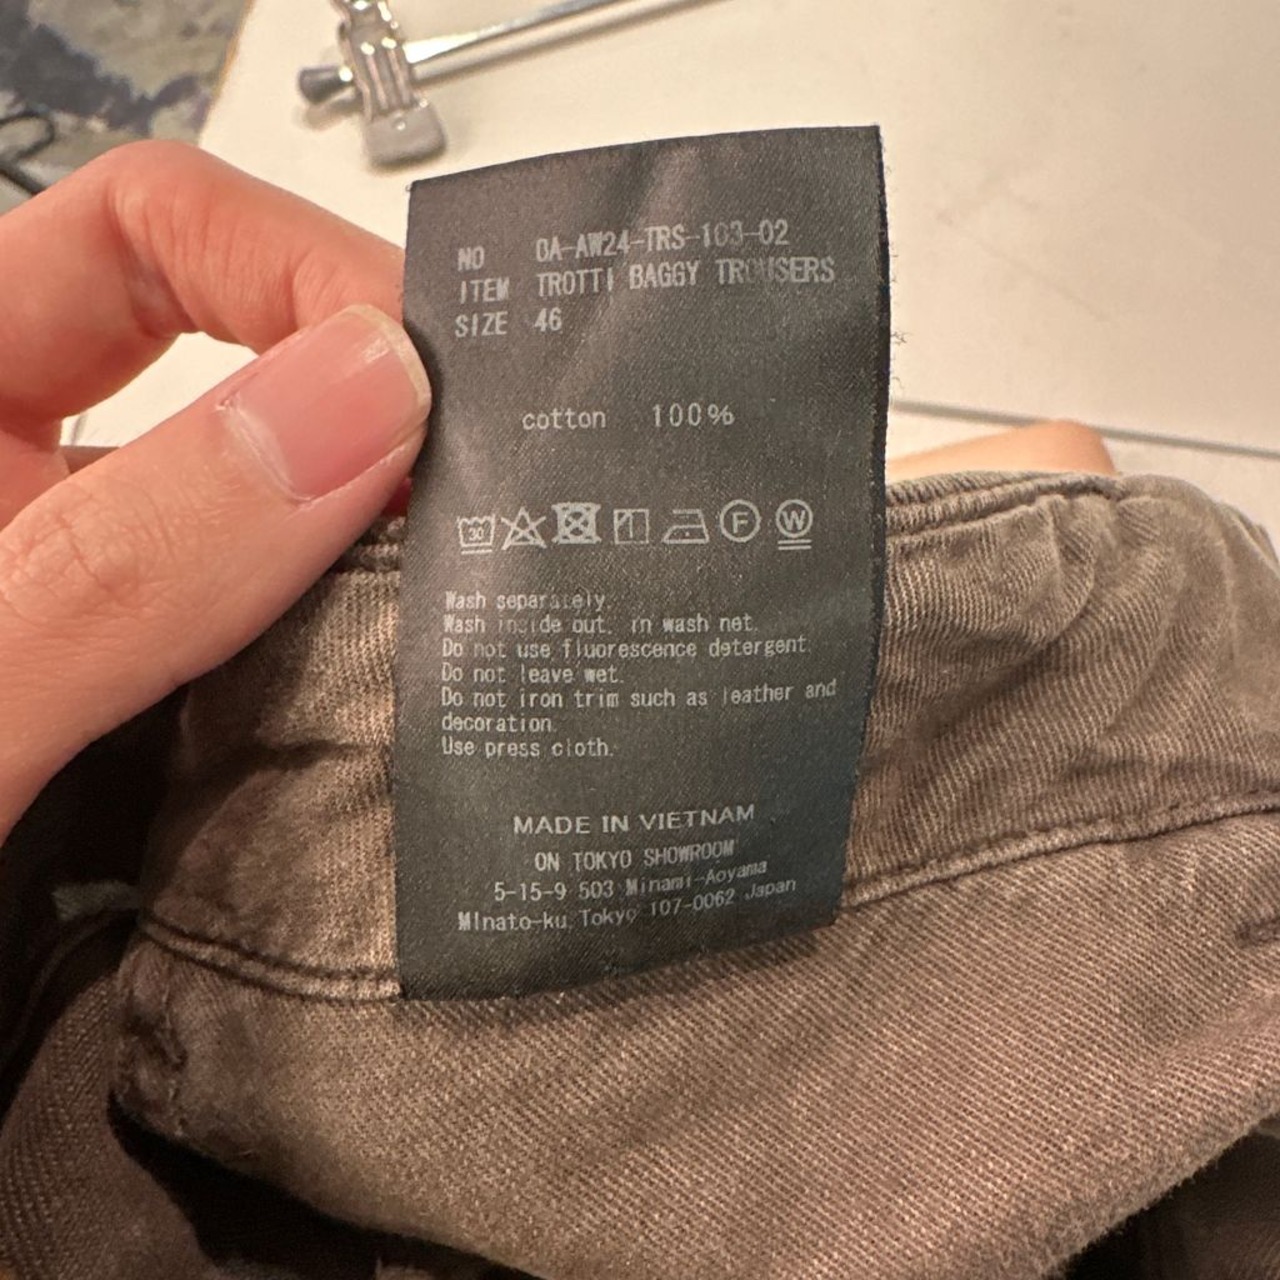 NO OA-AW24-TRS-103-02
ITEM TROTTI BAGGY TROUSERS
SIZE 46
cotton 100%
30 F W
Wash separately.
Wash inside out, in wash net.
Do not use fluorescence detergent.
Do not leave wet.
Do not iron trim such as leather and
decoration.
Use press cloth.
MADE IN VIETNAM
ON TOKYO SHOWROOM
5-15-9 503 Minami-Aoyama
MInato-ku, Tokyo 107-0062 Japan